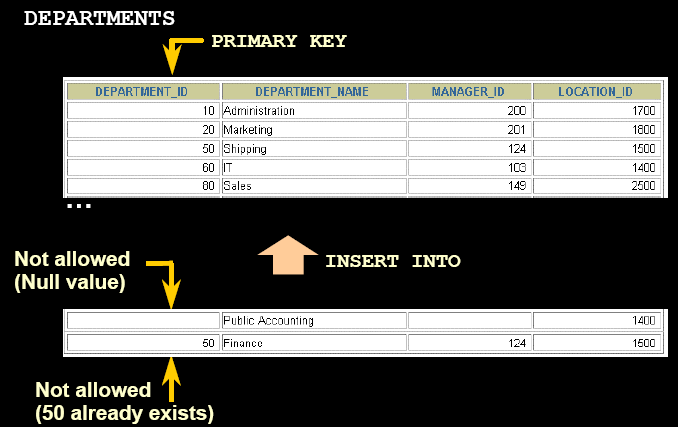 DEPARTMENTS
PRIMARY KEY
DEPARTMENT_ID DEPARTMENT_NAME MANAGER_ID LOCATION_ID
10 Administration 200 1700
20 Marketing 201 1800
50 Shipping 124 1500
60 IT 103 1400
80 Sales 149 2500
...
INSERT INTO
Not allowed
(Null value)
Public Accounting 1400
50 Finance 124 1500
Not allowed
(50 already exists)